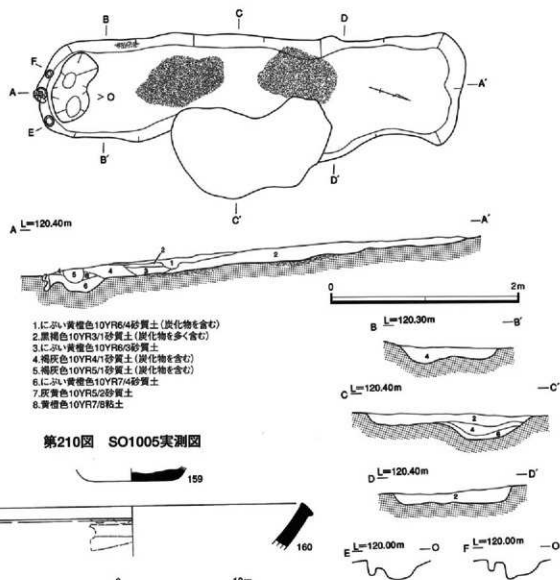 B
C
D
F
A
E
O
A'
B'
D'
C'
A L=120.40m
A'
2
1
4
3
2
5
4
6
0
2m
1.にぶい黄橙色10YR6/4砂質土(炭化物を含む)
2.黒褐色10YR3/1砂質土(炭化物を多く含む)
3.にぶい黄橙色10YR6/3砂質土
4.褐灰色10YR4/1砂質土(炭化物を含む)
5.褐灰色10YR5/1砂質土(炭化物を含む)
6.にぶい黄橙色10YR7/4砂質土
7.灰黄色10YR5/2砂質土
8.黄橙色10YR7/8粘土
第210図 SO1005実測図
B L=120.30m B'
4
C L=120.40m C'
2
4
6
D L=120.40m D'
2
E L=120.00m O
F L=120.00m O
159
160